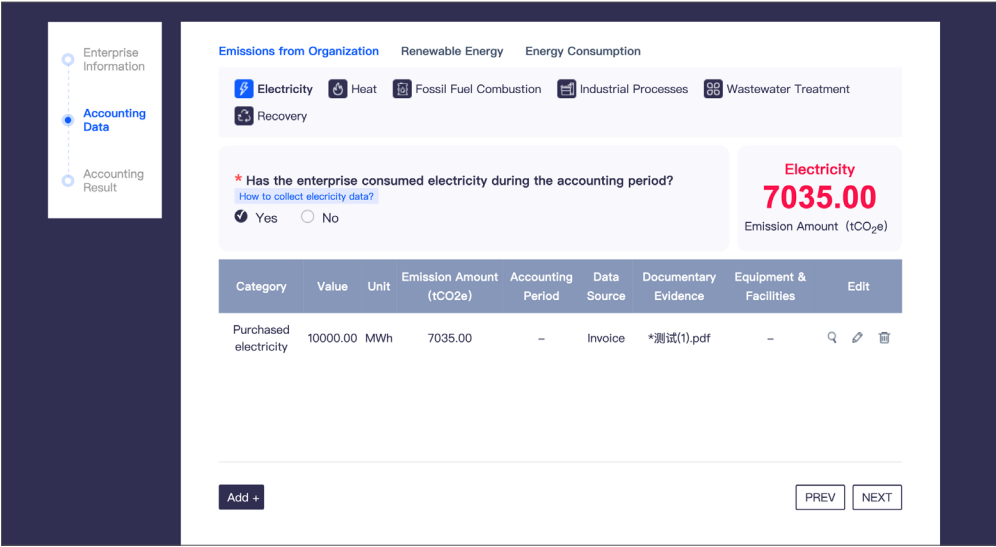 Enterprise
Information
Accounting
Data
Accounting
Result
Emissions from Organization Renewable Energy Energy Consumption
Electricity Heat Fossil Fuel Combustion Industrial Processes Wastewater Treatment
Recovery
* Has the enterprise consumed electricity during the accounting period?
How to collect elecricity data?
Yes No
Electricity
7035.00
Emission Amount (tCO2e)
Category Value Unit Emission Amount (tCO2e) Accounting Period Data Source Documentary Evidence Equipment & Facilities Edit
Purchased electricity 10000.00 MWh 7035.00 – Invoice *测试(1).pdf –
Add + PREV NEXT